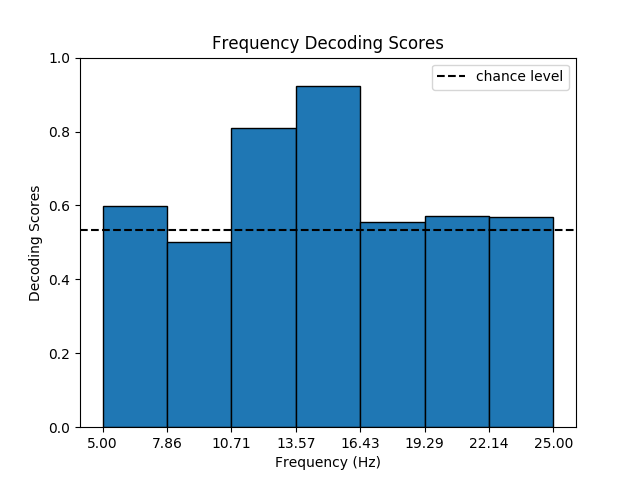 Frequency Decoding Scores
chance level
1.0
0.8
0.6
0.4
0.2
0.0
Decoding Scores
5.00 7.86 10.71 13.57 16.43 19.29 22.14 25.00
Frequency (Hz)